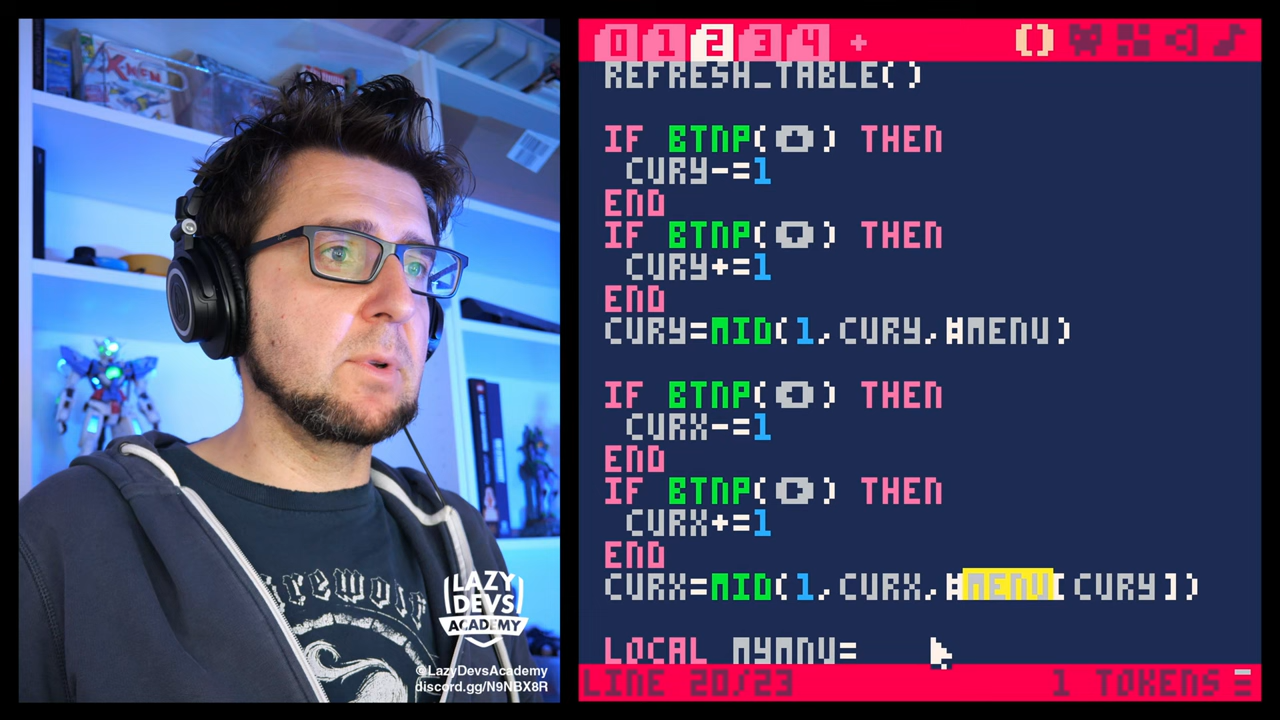 X-MEN
trewolf
LAZY
DEVS
ACADEMY
@LazyDevsAcademy
discord.gg/N9NBX8R
0 1 2 3 4 +
REFRESH_TABLE()
IF BTNP(⬆️) THEN
CURY-=1
END
IF BTNP(⬇️) THEN
CURY+=1
END
CURY=MID(1,CURY,#MENU)
IF BTNP(⬅️) THEN
CURX-=1
END
IF BTNP(➡️) THEN
CURX+=1
END
CURX=MID(1,CURX,#MENU[CURY])
LOCAL MYMNU=
LINE 20/23
1 TOKENS